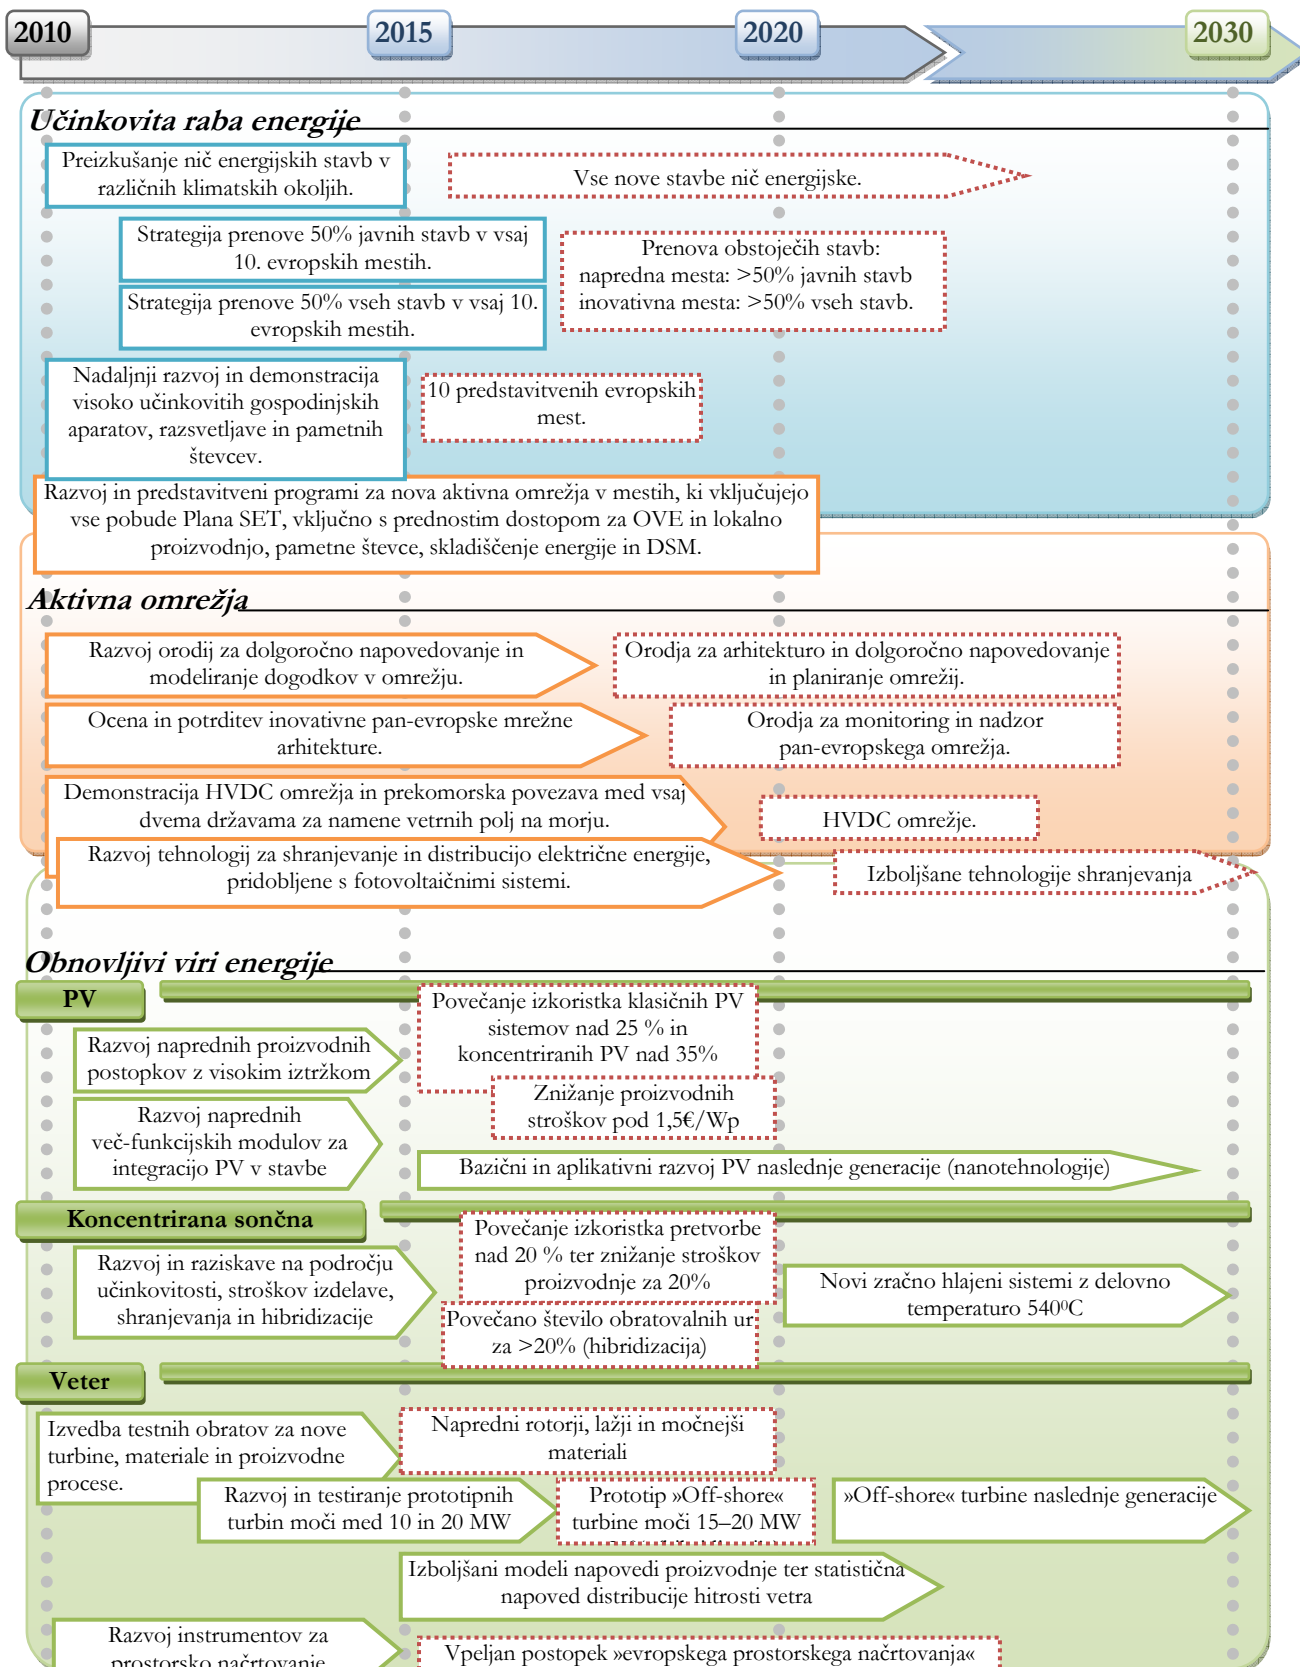 2010
2015
2020
2030
Učinkovita raba energije
Preizkušanje nič energijskih stavb v
različnih klimatskih okoljih.
Vse nove stavbe nič energijske.
Strategija prenove 50% javnih stavb v vsaj
10. evropskih mestih.
Strategija prenove 50% vseh stavb v vsaj 10.
evropskih mestih.
Prenova obstoječih stavb:
napredna mesta: >50% javnih stavb
inovativna mesta: >50% vseh stavb.
Nadaljnji razvoj in demonstracija
visoko učinkovitih gospodinjskih
aparatov, razsvetljave in pametnih
števcev.
10 predstavitvenih evropskih
mest.
Razvoj in predstavitveni programi za nova aktivna omrežja v mestih, ki vključujejo
vse pobude Plana SET, vključno s prednostim dostopom za OVE in lokalno
proizvodnjo, pametne števce, skladiščenje energije in DSM.
Aktivna omrežja
Razvoj orodij za dolgoročno napovedovanje in
modeliranje dogodkov v omrežju.
Orodja za arhitekturo in dolgoročno napovedovanje
in planiranje omrežij.
Ocena in potrditev inovativne pan-evropske mrežne
arhitekture.
Orodja za monitoring in nadzor
pan-evropskega omrežja.
Demonstracija HVDC omrežja in prekomorska povezava med vsaj
dvema državama za namene vetrnih polj na morju.
HVDC omrežje.
Razvoj tehnologij za shranjevanje in distribucijo električne energije,
pridobljene s fotovoltaičnimi sistemi.
Izboljšane tehnologije shranjevanja
Obnovljivi viri energije
PV
Razvoj naprednih proizvodnih
postopkov z visokim iztržkom
Povečanje izkoristka klasičnih PV
sistemov nad 25 % in
koncentriranih PV nad 35%
Znižanje proizvodnih
stroškov pod 1,5€/Wp
Razvoj naprednih
več-funkcijskih modulov za
integracijo PV v stavbe
Bazični in aplikativni razvoj PV naslednje generacije (nanotehnologije)
Koncentrirana sončna
Razvoj in raziskave na področju
učinkovitosti, stroškov izdelave,
shranjevanja in hibridizacije
Povečanje izkoristka pretvorbe
nad 20 % ter znižanje stroškov
proizvodnje za 20%
Povečano število obratovalnih ur
za >20% (hibridizacija)
Novi zračno hlajeni sistemi z delovno
temperaturo 540⁰C
Veter
Izvedba testnih obratov za nove
turbine, materiale in proizvodne
procese.
Napredni rotorji, lažji in močnejši
materiali
Razvoj in testiranje prototipnih
turbin moči med 10 in 20 MW
Prototip »Off-shore«
turbine moči 15–20 MW
»Off-shore« turbine naslednje generacije
Izboljšani modeli napovedi proizvodnje ter statistična
napoved distribucije hitrosti vetra
Razvoj instrumentov za
prostorsko načrtovanje
Vpeljan postopek »evropskega prostorskega načrtovanja«